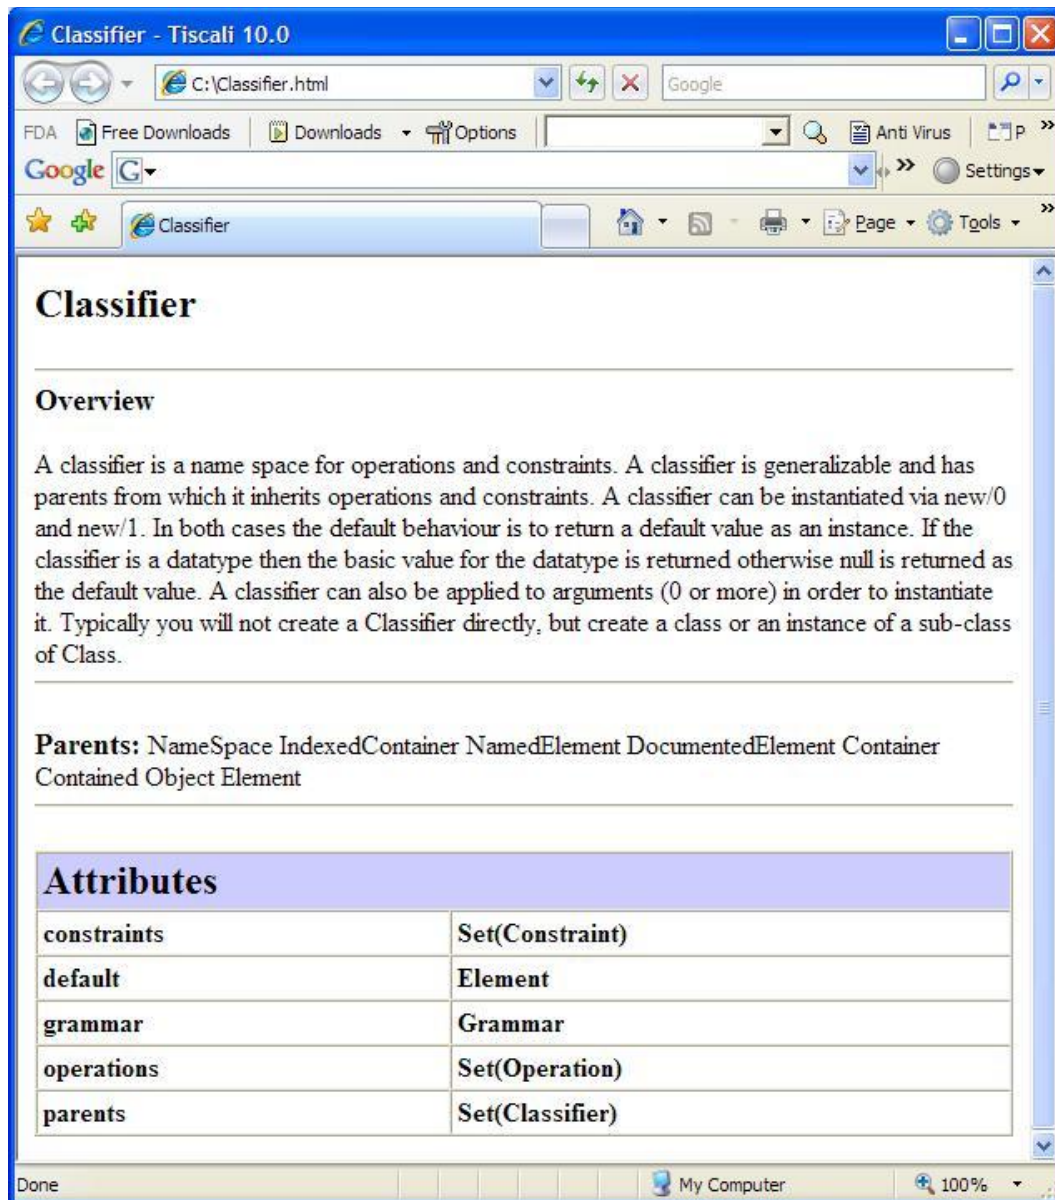 Classifier - Tiscali 10.0
C:\Classifier.html
Google
FDA Free Downloads Downloads Options Anti Virus P »
Google G » Settings
Classifier Page Tools »
Classifier
Overview
A classifier is a name space for operations and constraints. A classifier is generalizable and has
parents from which it inherits operations and constraints. A classifier can be instantiated via new/0
and new/1. In both cases the default behaviour is to return a default value as an instance. If the
classifier is a datatype then the basic value for the datatype is returned otherwise null is returned as
the default value. A classifier can also be applied to arguments (0 or more) in order to instantiate
it. Typically you will not create a Classifier directly, but create a class or an instance of a sub-class
of Class.
Parents: NameSpace IndexedContainer NamedElement DocumentedElement Container
Contained Object Element
Attributes
constraints Set(Constraint)
default Element
grammar Grammar
operations Set(Operation)
parents Set(Classifier)
Done My Computer 100%